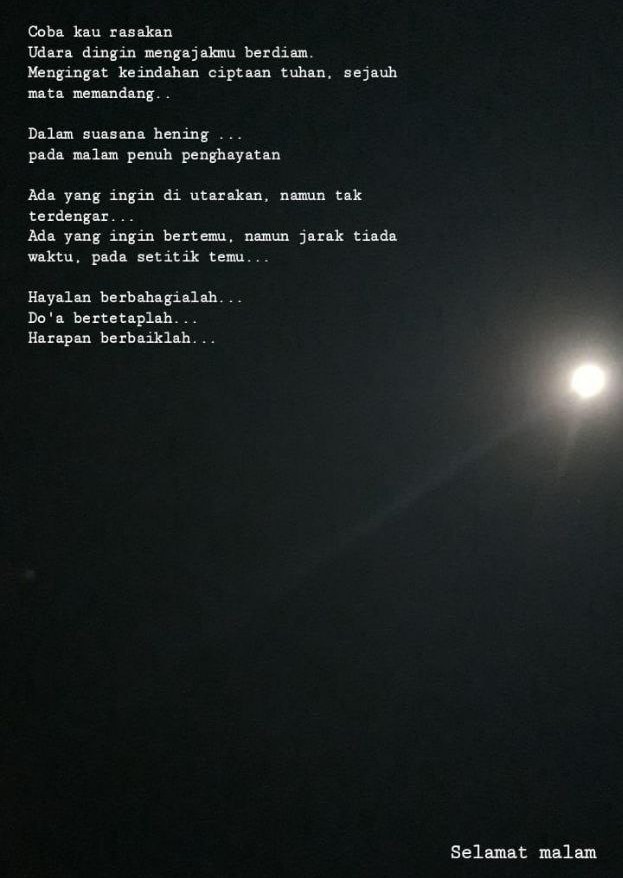 Coba kau rasakan
Udara dingin mengajakmu berdiam.
Mengingat keindahan ciptaan tuhan, sejauh
mata memandang..
Dalam suasana hening ...
pada malam penuh penghayatan
Ada yang ingin di utarakan, namun tak
terdengar...
Ada yang ingin bertemu, namun jarak tiada
waktu, pada setitik temu...
Hayalan berbahagialah...
Do'a bertetaplah...
Harapan berbaiklah...
Selamat malam